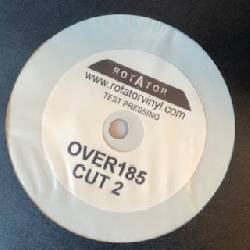 ROTATOR
www.rotatorvinyl.com
TEST PRESSING
OVER185
CUT 2